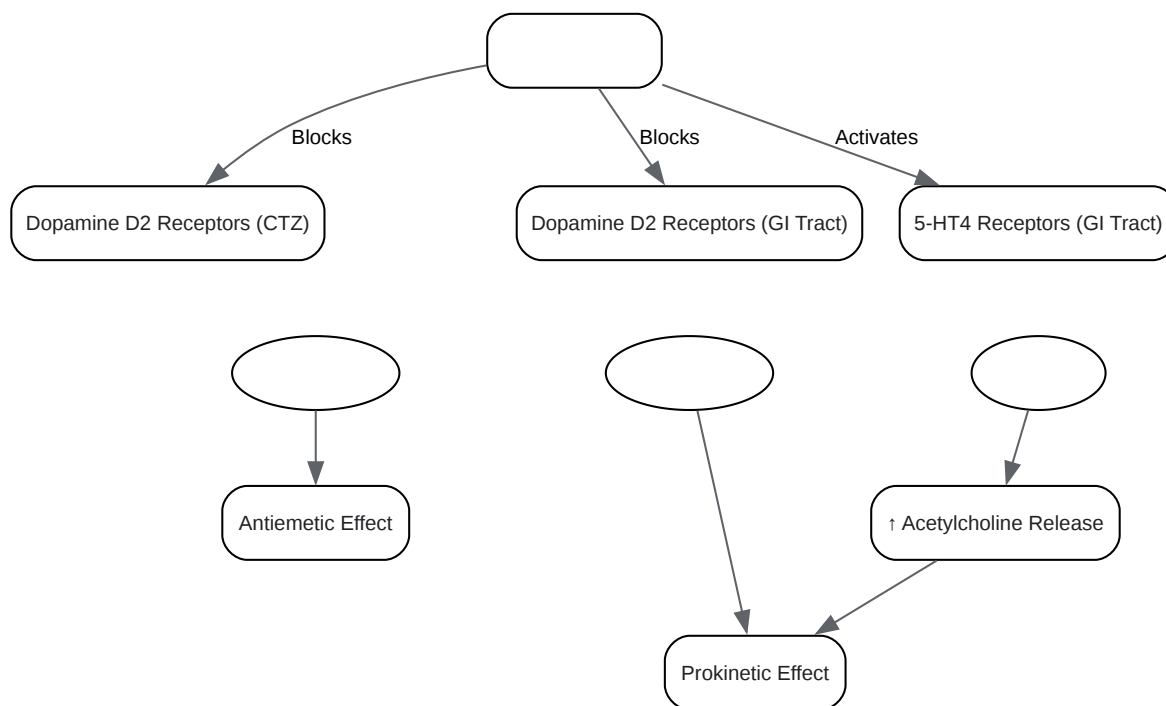 Blocks
Blocks
Activates
Dopamine D2 Receptors (CTZ)
Dopamine D2 Receptors (GI Tract)
5-HT4 Receptors (GI Tract)
Antiemetic Effect
↑ Acetylcholine Release
Prokinetic Effect